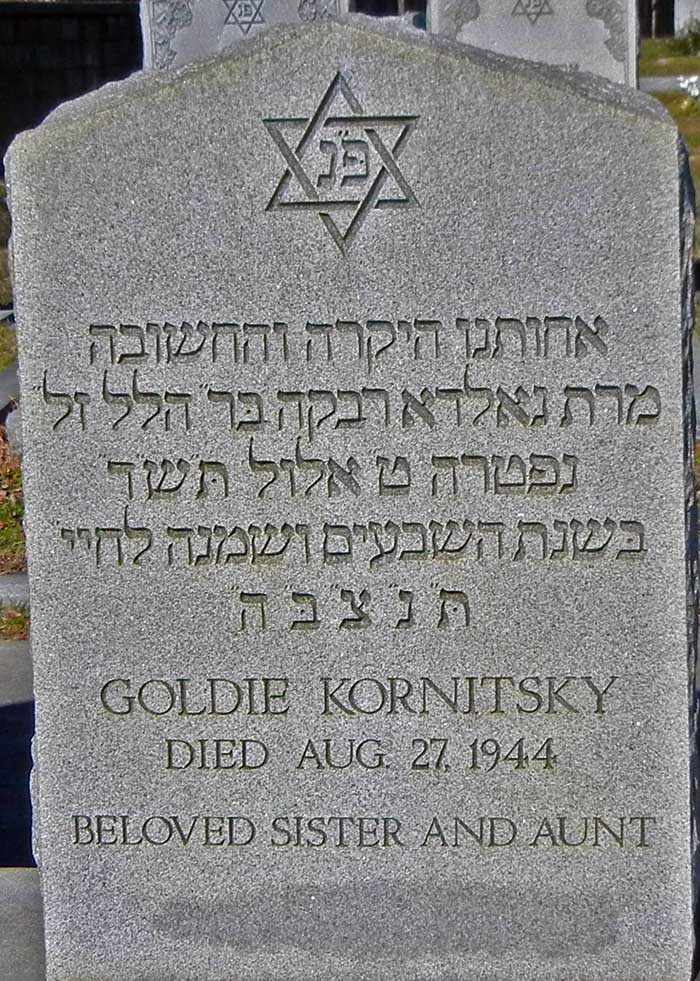 פ״נ
אחותנו היקרה והחשובה
מרת גאלדא רבקה בר״ הלל ז״ל
נפטרה ט״ אלול תש״ד
בשנת השבעים ושמנה לחיי״
ת״ נ״ צ״ ב״ ה״
GOLDIE KORNITSKY
DIED AUG. 27, 1944
BELOVED SISTER AND AUNT